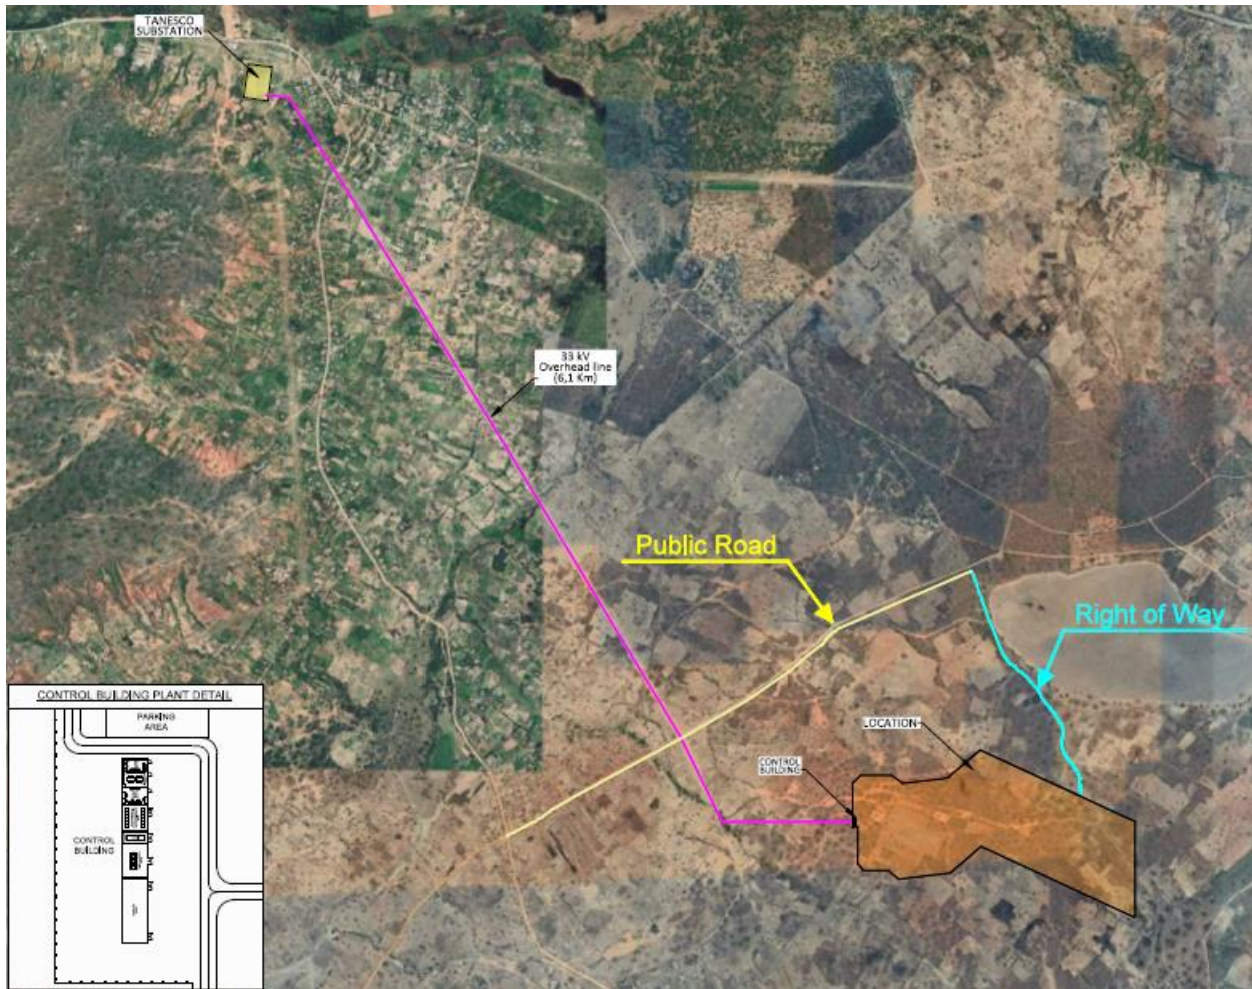 TANESCO
SUBSTATION
33 kV
Overhead line
(6,1 Km)
Public Road
Right of Way
LOCATION
CONTROL
BUILDING
CONTROL BUILDING PLANT DETAIL
PARKING
AREA
CONTROL
BUILDING